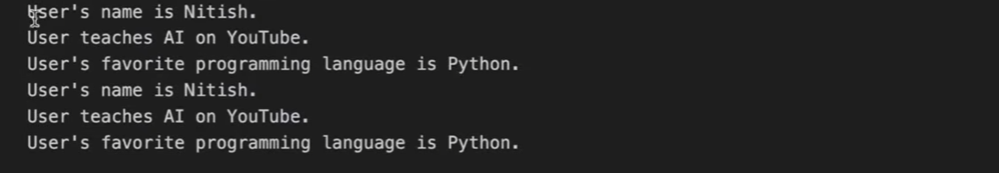 User's name is Nitish.
User teaches AI on YouTube.
User's favorite programming language is Python.
User's name is Nitish.
User teaches AI on YouTube.
User's favorite programming language is Python.